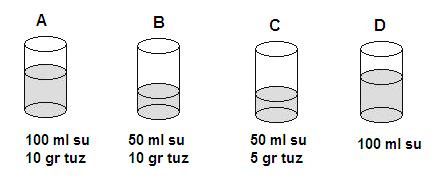 A
B
C
D
100 ml su
10 gr tuz
50 ml su
10 gr tuz
50 ml su
5 gr tuz
100 ml su